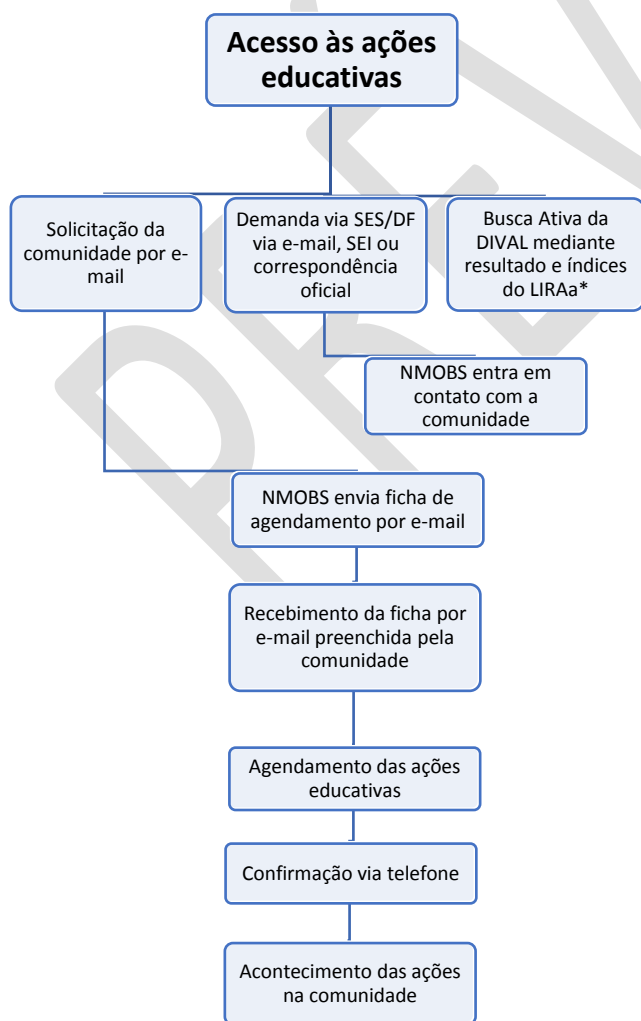 Acesso às ações
educativas
Solicitação da
comunidade por e-
mail
Demanda via SES/DF
via e-mail, SEI ou
correspondência
oficial
Busca Ativa da
DIVAL mediante
resultado e índices
do LIRAa*
NMOBS entra em
contato com a
comunidade
NMOBS envia ficha de
agendamento por e-mail
Recebimento da ficha por
e-mail preenchida pela
comunidade
Agendamento das ações
educativas
Confirmação via telefone
Acontecimento das ações
na comunidade